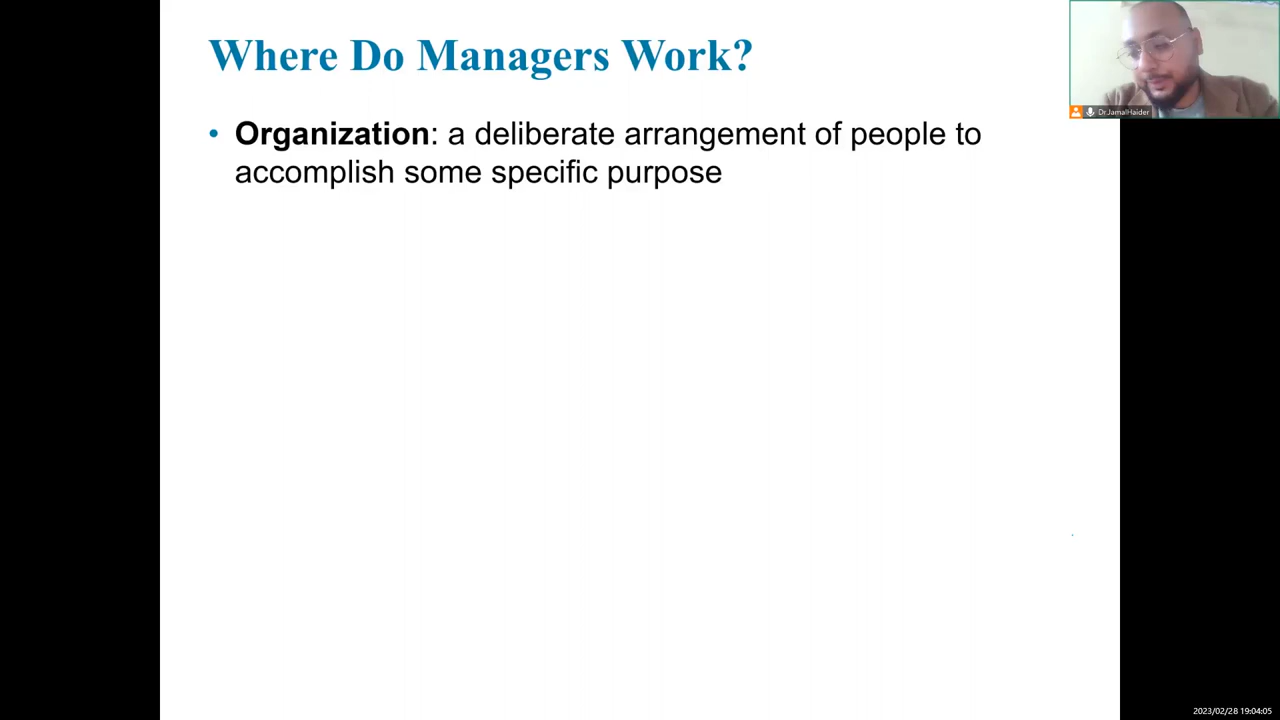 Where Do Managers Work?
• Organization: a deliberate arrangement of people to
accomplish some specific purpose
Dr.JamalHaider
2023/02/28 19:04:05